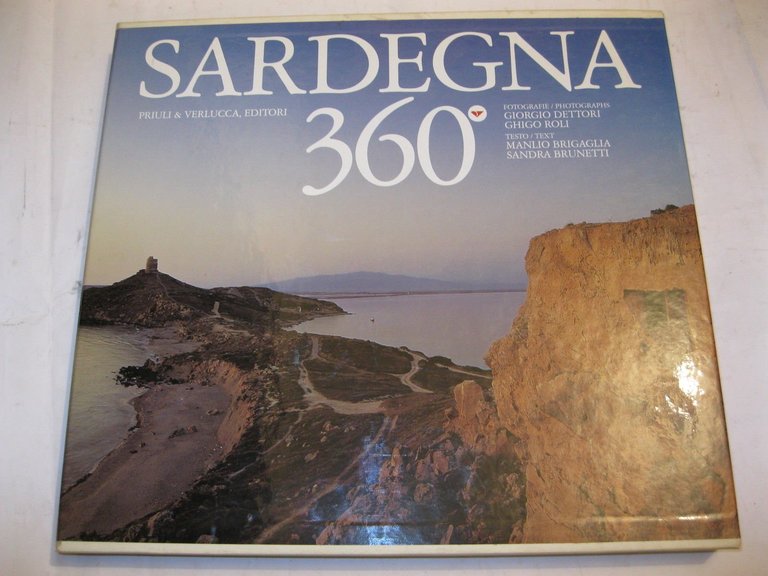 SARDEGNA
360°
PRIULI & VERLUCCA, EDITORI
FOTOGRAFIE / PHOTOGRAPHS
GIORGIO DETTORI
GHIGO ROLI
TESTO / TEXT
MANLIO BRIGAGLIA
SANDRA BRUNETTI